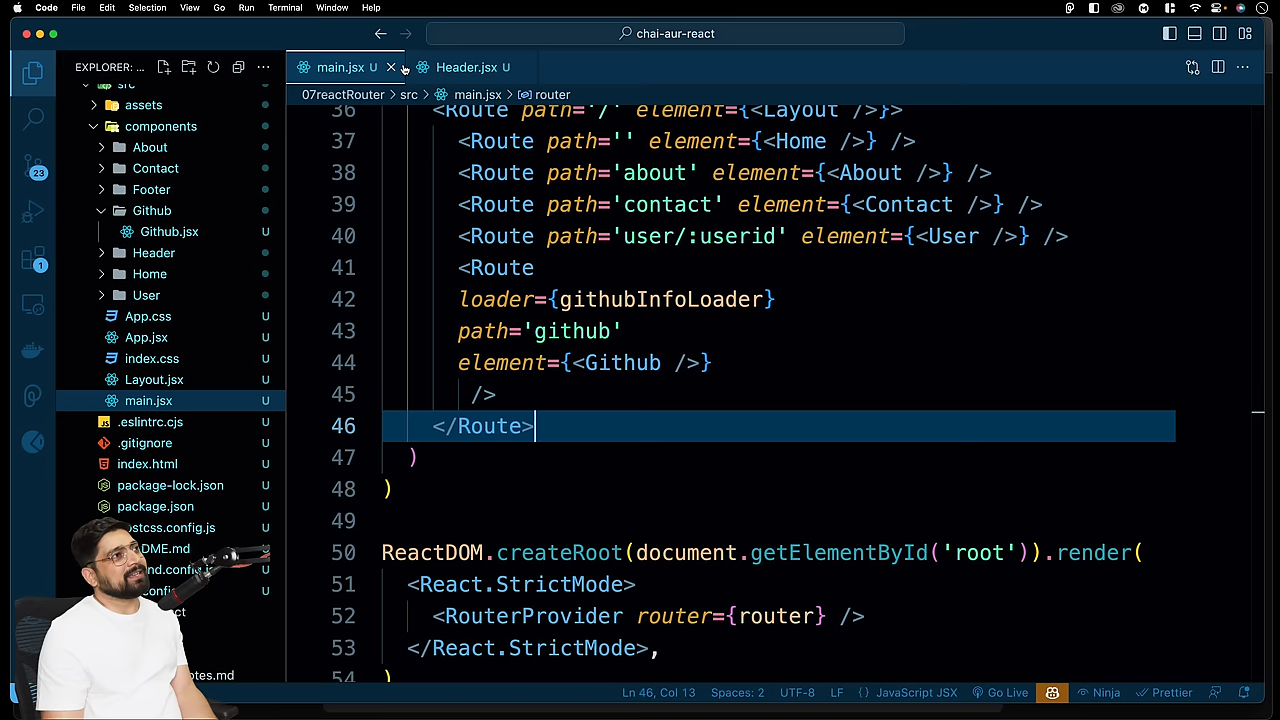 Code File Edit Selection View Go Run Terminal Window Help
chai-aur-react
EXPLORER: ...
main.jsx U
Header.jsx U
07reactRouter > src > main.jsx > router
src
assets
components
About
Contact
Footer
Github
Github.jsx U
Header
Home
User
App.css U
App.jsx U
index.css U
Layout.jsx U
main.jsx U
.eslintrc.cjs U
.gitignore U
index.html U
package-lock.json U
package.json U
ostcss.config.js U
DME.md U
nd.config.js U
onfig.js U
ct
otes.md
23
1
36 <Route path='/' element={<Layout />}>
37 <Route path='' element={<Home />} />
38 <Route path='about' element={<About />} />
39 <Route path='contact' element={<Contact />} />
40 <Route path='user/:userid' element={<User />} />
41 <Route
42 loader={githubInfoLoader}
43 path='github'
44 element={<Github />}
45 />
46 </Route>
47 )
48 )
49
50 ReactDOM.createRoot(document.getElementById('root')).render(
51 <React.StrictMode>
52 <RouterProvider router={router} />
53 </React.StrictMode>,
54 )
Ln 46, Col 13 Spaces: 2 UTF-8 LF {} JavaScript JSX Go Live Ninja Prettier